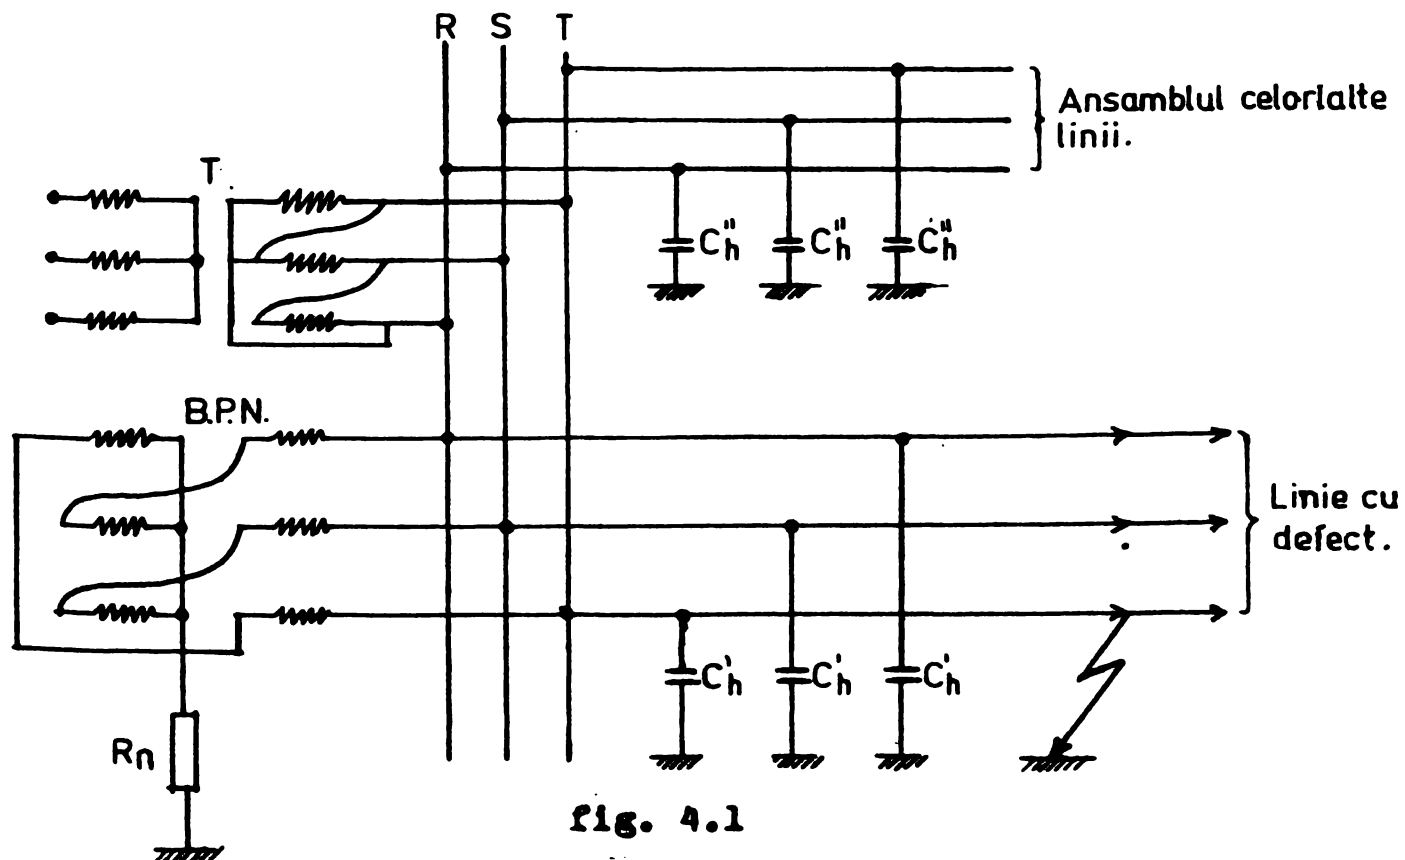 R S T
Ansamblul celorlalte
linii.
T
C"h C"h C"h
B.P.N.
Linie cu
defect.
C'h C'h C'h
Rn
fig. 4.1